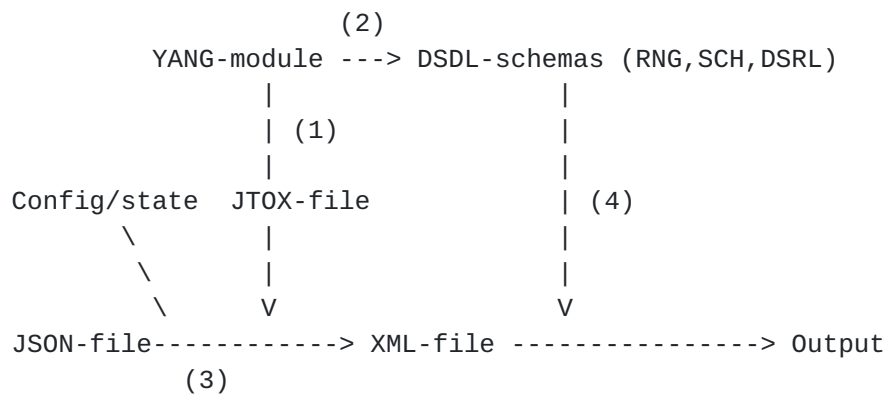 (2)
YANG-module ---> DSDL-schemas (RNG,SCH,DSRL)
| |
| (1) |
| |
Config/state JTOX-file | (4)
\ | |
\ | |
\ V V
JSON-file------------> XML-file ----------------> Output
(3)